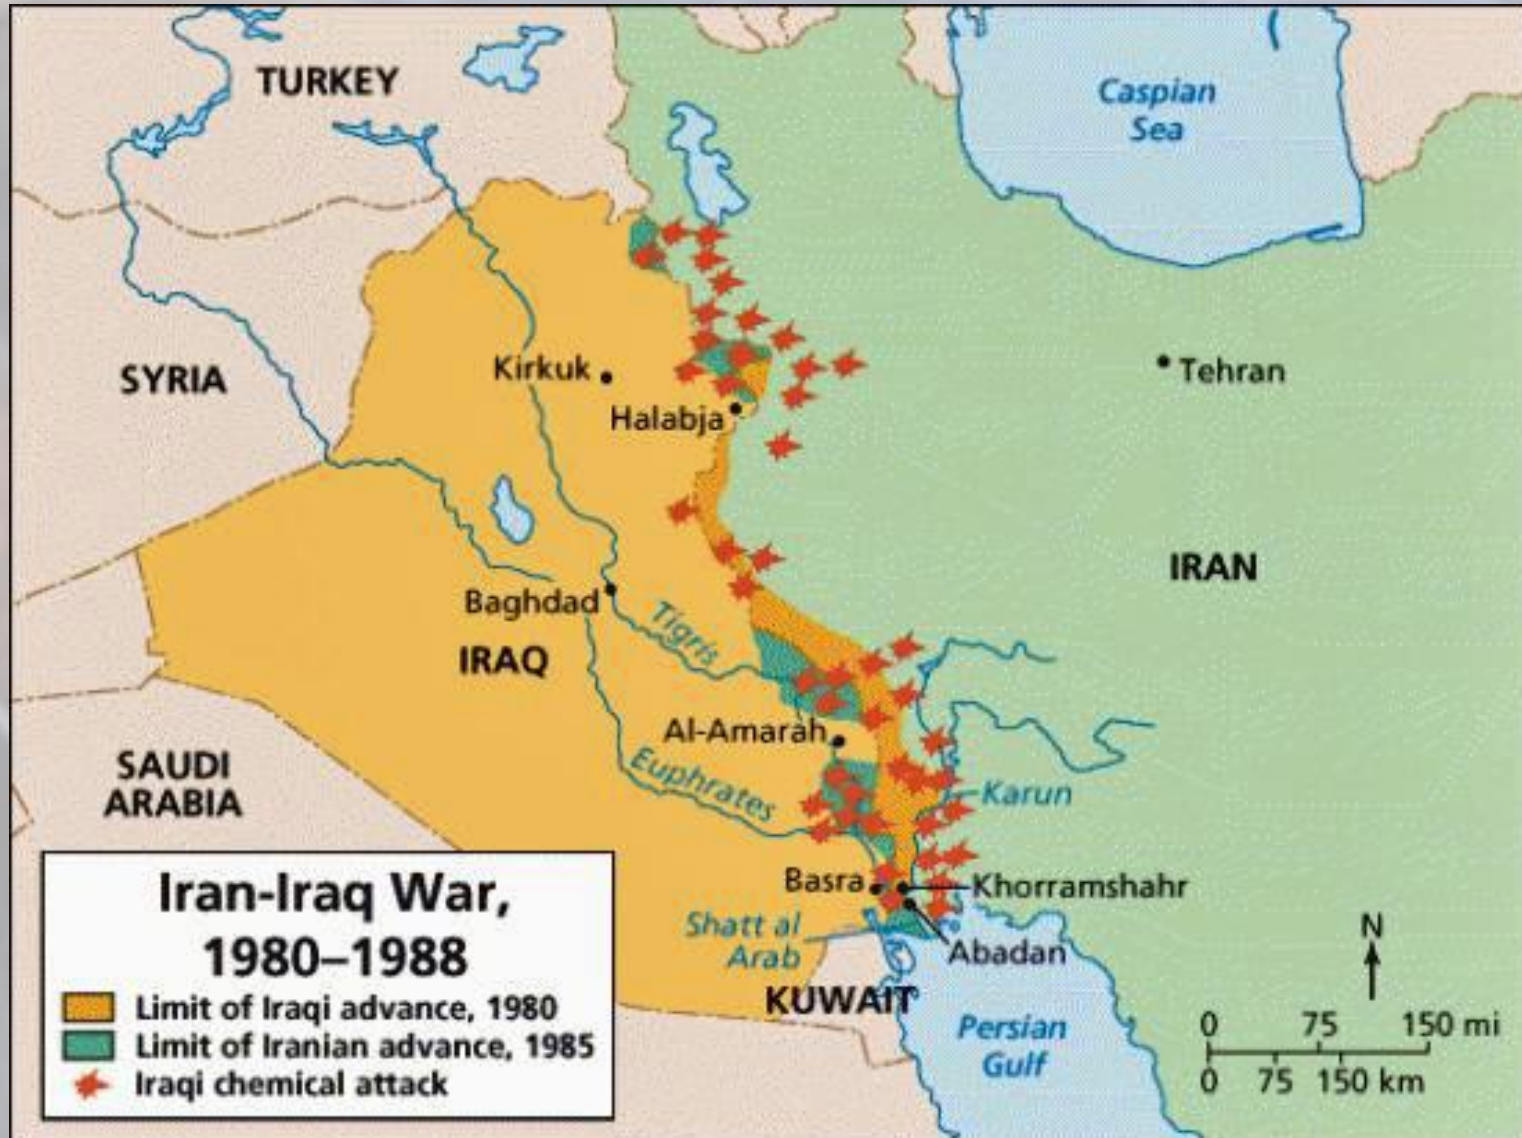 TURKEY
Caspian
Sea
SYRIA
Kirkuk
Tehran
Halabja
IRAN
Baghdad
Tigris
IRAQ
Al-Amarah
SAUDI
ARABIA
Euphrates
Karun
Basra
Khorramshahr
Shatt al
Arab
Abadan
KUWAIT
Persian
Gulf
Iran-Iraq War,
1980–1988
Limit of Iraqi advance, 1980
Limit of Iranian advance, 1985
Iraqi chemical attack
N
0 75 150 mi
0 75 150 km